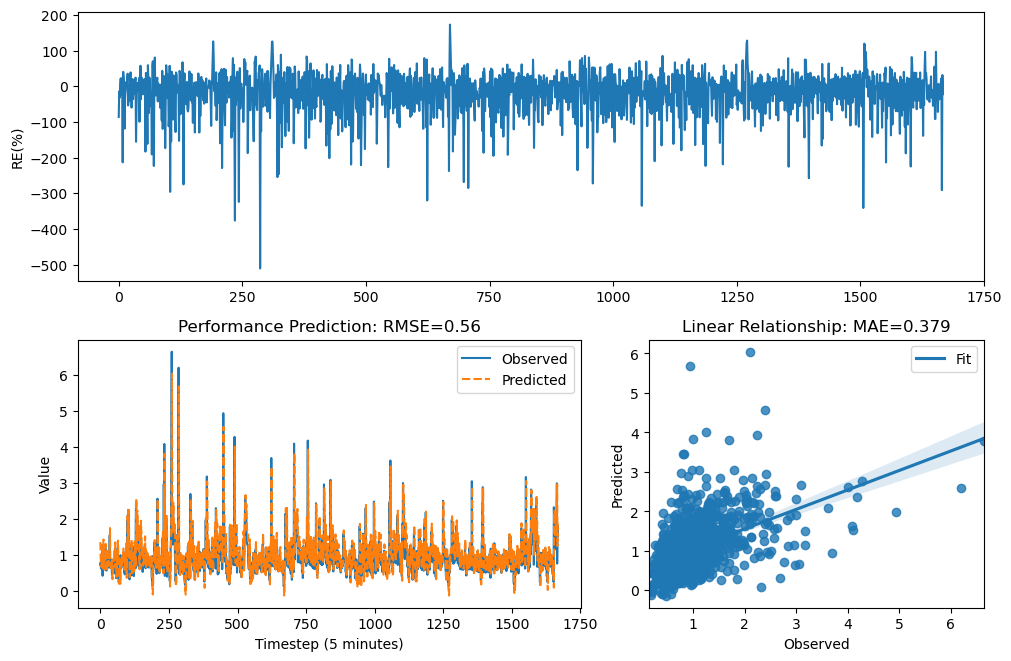 200
100
0
−100
−200
−300
−400
−500
RE(%)
0 250 500 750 1000 1250 1500 1750
Performance Prediction: RMSE=0.56
Observed
Predicted
6
5
4
3
2
1
0
Value
0 250 500 750 1000 1250 1500 1750
Timestep (5 minutes)
Linear Relationship: MAE=0.379
Fit
6
5
4
3
2
1
0
Predicted
1 2 3 4 5 6
Observed